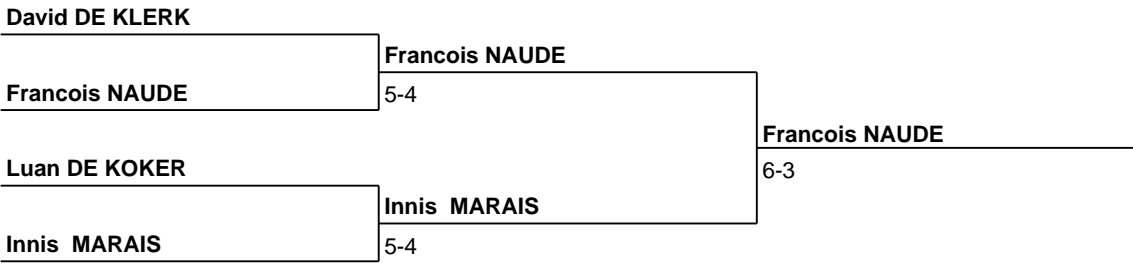 David DE KLERK
Francois NAUDE
Francois NAUDE
5-4
Francois NAUDE
6-3
Luan DE KOKER
Innis  MARAIS
Innis  MARAIS
5-4